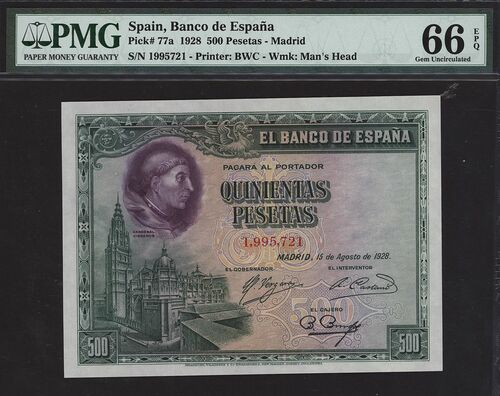 PMG
PAPER MONEY GUARANTY
Spain, Banco de España
Pick# 77a 1928 500 Pesetas - Madrid
S/N 1995721 - Printer: BWC - Wmk: Man's Head
66 EPQ
Gem Uncirculated
EL BANCO DE ESPAÑA
PAGARA AL PORTADOR
QUINIENTAS
PESETAS
1,995,721
MADRID, 15 de Agosto de 1928.
CARDENAL
CISNEROS
EL GOBERNADOR
EL INTERVENTOR
500
EL CAJERO
500
500